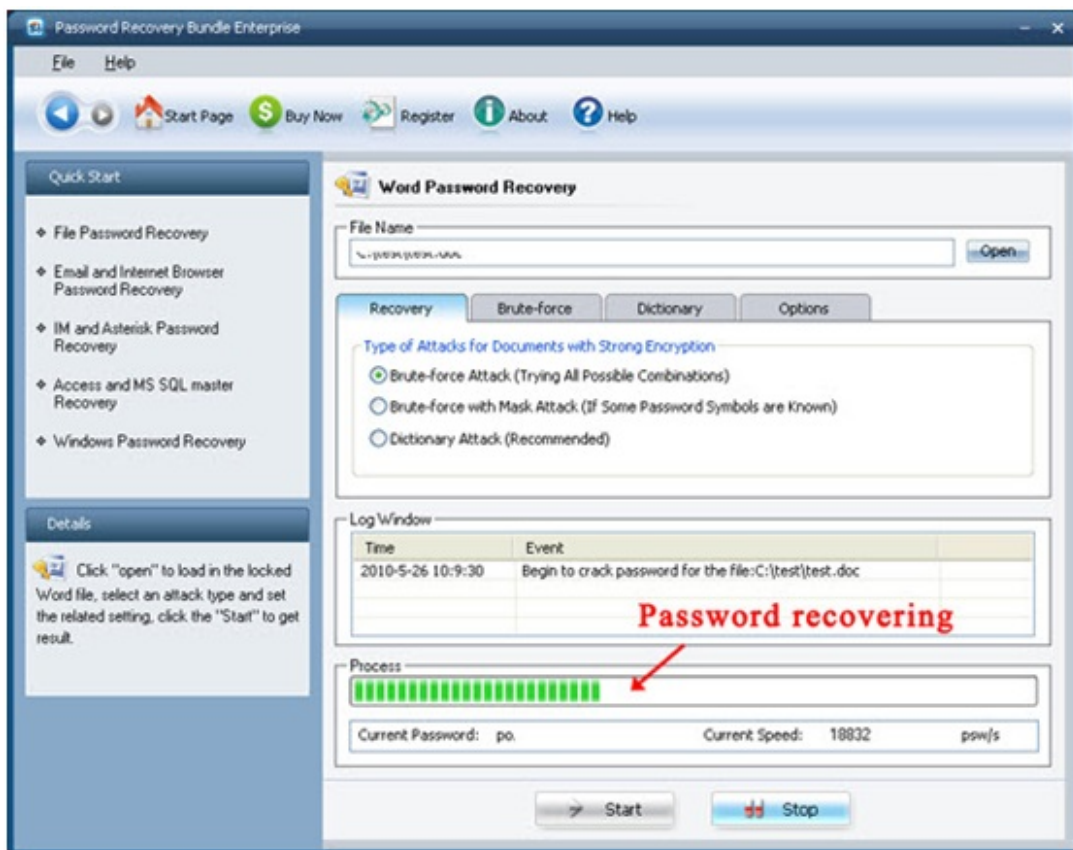 Password Recovery Bundle Enterprise
File Help
Start Page Buy Now Register About Help
Quick Start
File Password Recovery
Email and Internet Browser
Password Recovery
IM and Asterisk Password
Recovery
Access and MS SQL master
Recovery
Windows Password Recovery
Details
Click "open" to load in the locked
Word file, select an attack type and set
the related setting, click the "Start" to get
result.
Word Password Recovery
File Name
Open
Recovery Brute-force Dictionary Options
Type of Attacks for Documents with Strong Encryption
Brute-force Attack (Trying All Possible Combinations)
Brute-force with Mask Attack (If Some Password Symbols are Known)
Dictionary Attack (Recommended)
Log Window
Time Event
2010-5-26 10:9:30 Begin to crack password for the file:C:\test\test.doc
Password recovering
Process
Current Password: po. Current Speed: 18832 psw/s
Start Stop